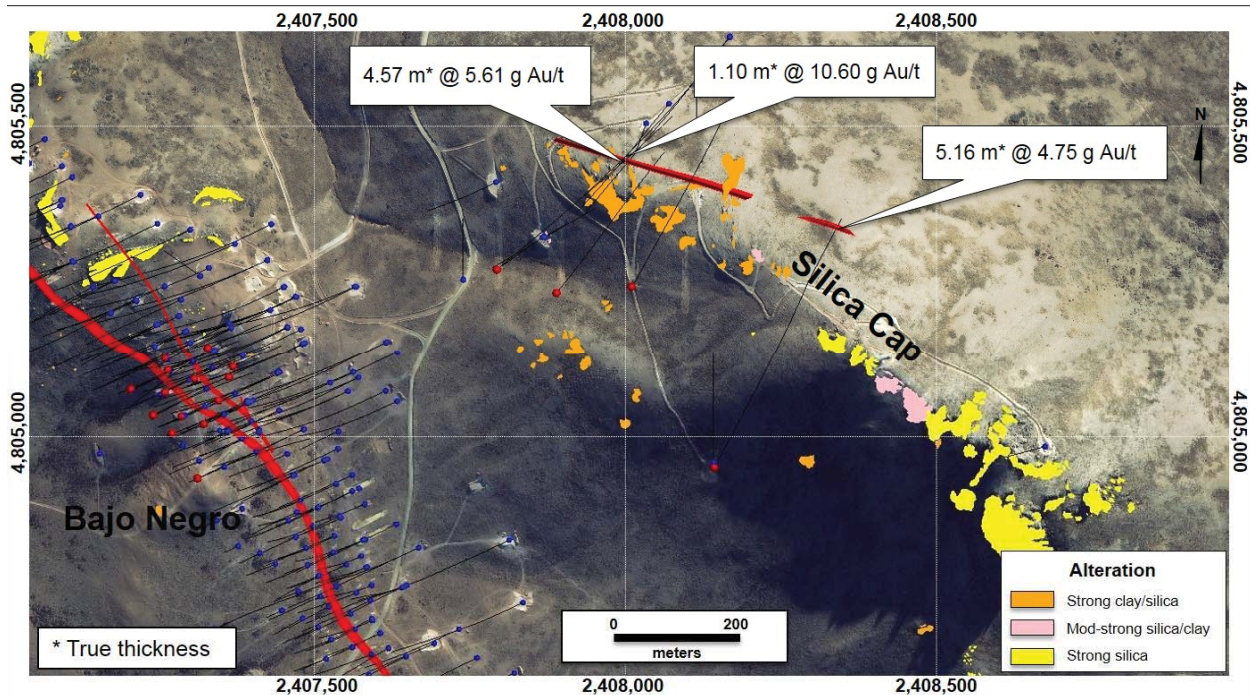 2,407,500
2,408,000
2,408,500
4.57 m* @ 5.61 g Au/t
1.10 m* @ 10.60 g Au/t
4,805,500
4,805,500
N
5.16 m* @ 4.75 g Au/t
Silica Cap
4,805,000
4,805,000
Bajo Negro
Alteration
Strong clay/silica
Mod-strong silica/clay
Strong silica
0 200
meters
* True thickness
2,407,500
2,408,000
2,408,500